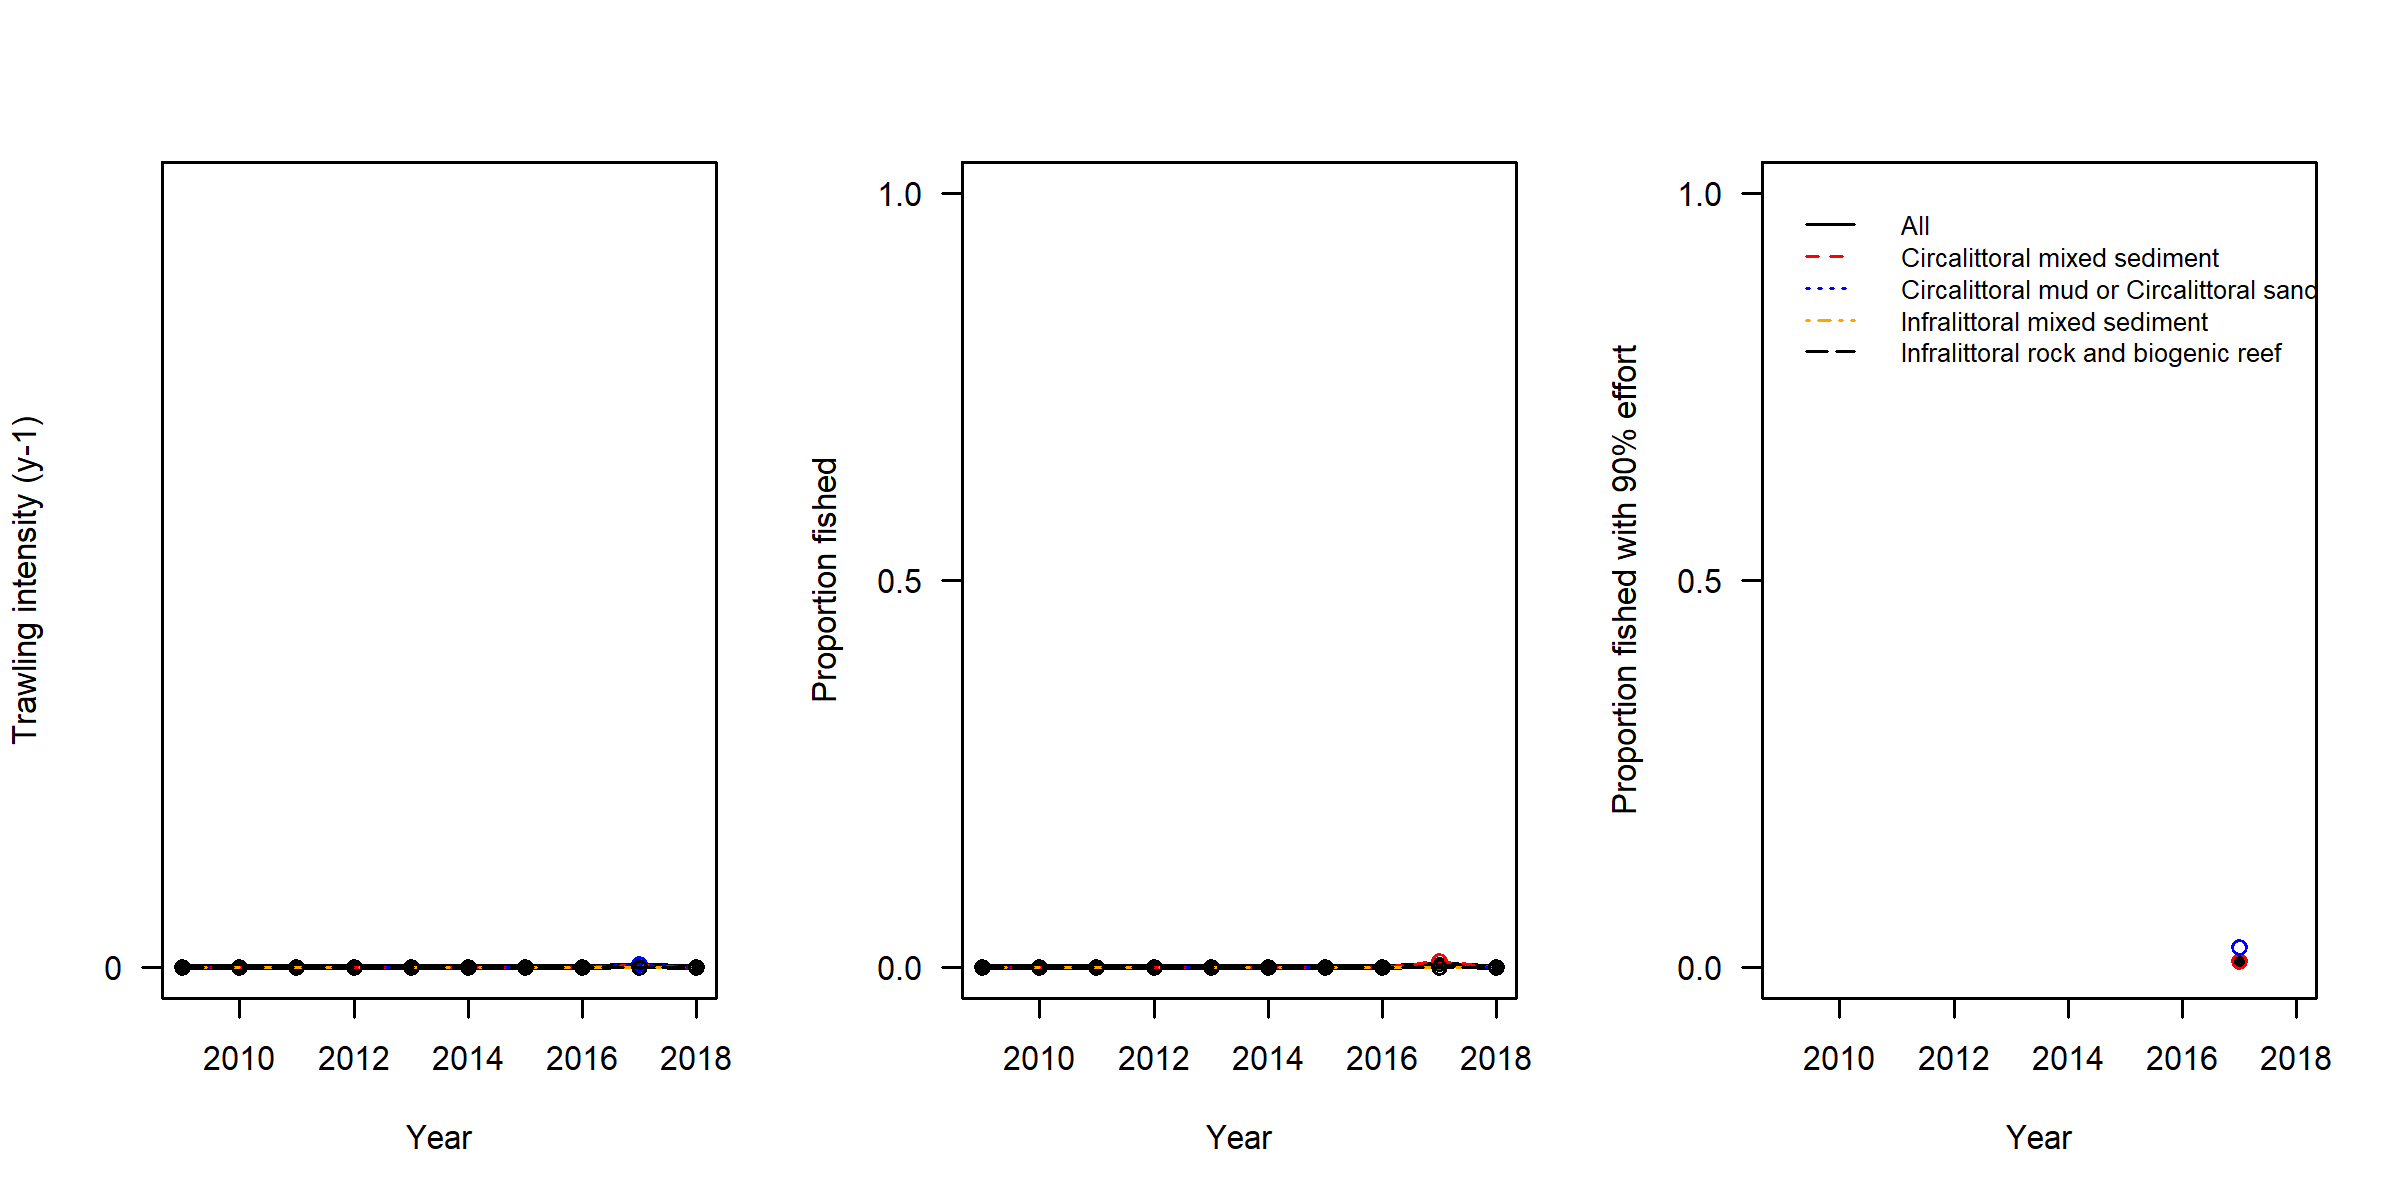 Trawling intensity (y-1)
0
2010 2012 2014 2016 2018
Year
Proportion fished
1.0
0.5
0.0
2010 2012 2014 2016 2018
Year
Proportion fished with 90% effort
1.0
0.5
0.0
All
Circalittoral mixed sediment
Circalittoral mud or Circalittoral sand
Infralittoral mixed sediment
Infralittoral rock and biogenic reef
2010 2012 2014 2016 2018
Year